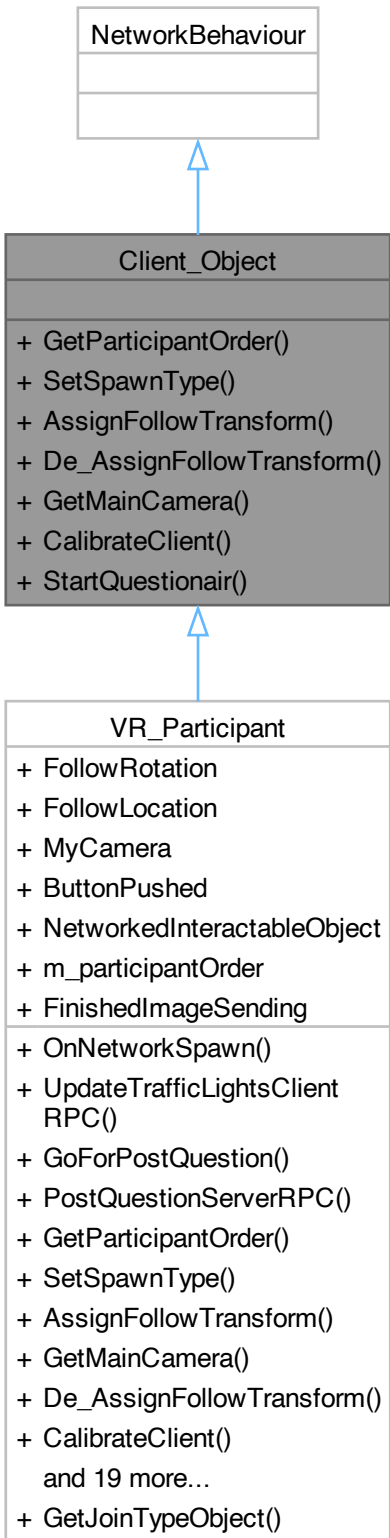 NetworkBehaviour
Client_Object
+ GetParticipantOrder()
+ SetSpawnType()
+ AssignFollowTransform()
+ De_AssignFollowTransform()
+ GetMainCamera()
+ CalibrateClient()
+ StartQuestionair()
VR_Participant
+ FollowRotation
+ FollowLocation
+ MyCamera
+ ButtonPushed
+ NetworkedInteractableObject
+ m_participantOrder
+ FinishedImageSending
+ OnNetworkSpawn()
+ UpdateTrafficLightsClient
RPC()
+ GoForPostQuestion()
+ PostQuestionServerRPC()
+ GetParticipantOrder()
+ SetSpawnType()
+ AssignFollowTransform()
+ GetMainCamera()
+ De_AssignFollowTransform()
+ CalibrateClient()
and 19 more...
+ GetJoinTypeObject()